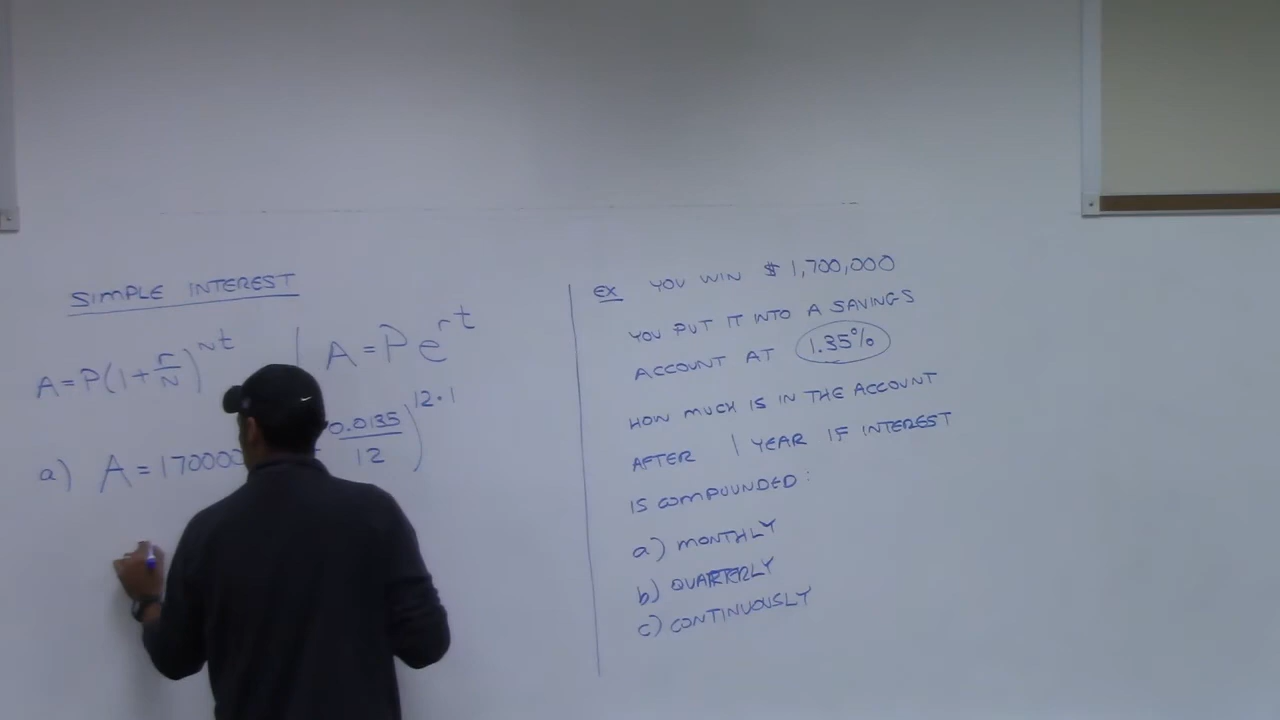 SIMPLE INTEREST
A = P(1 + r/N)^Nt | A = Pe^rt
a) A = 170000 0.0135/12)^12·1
EX YOU WIN $1,700,000
YOU PUT IT INTO A SAVINGS
ACCOUNT AT 1.35%
HOW MUCH IS IN THE ACCOUNT
AFTER 1 YEAR IF INTEREST
IS COMPOUNDED:
a) MONTHLY
b) QUARTERLY
c) CONTINUOUSLY